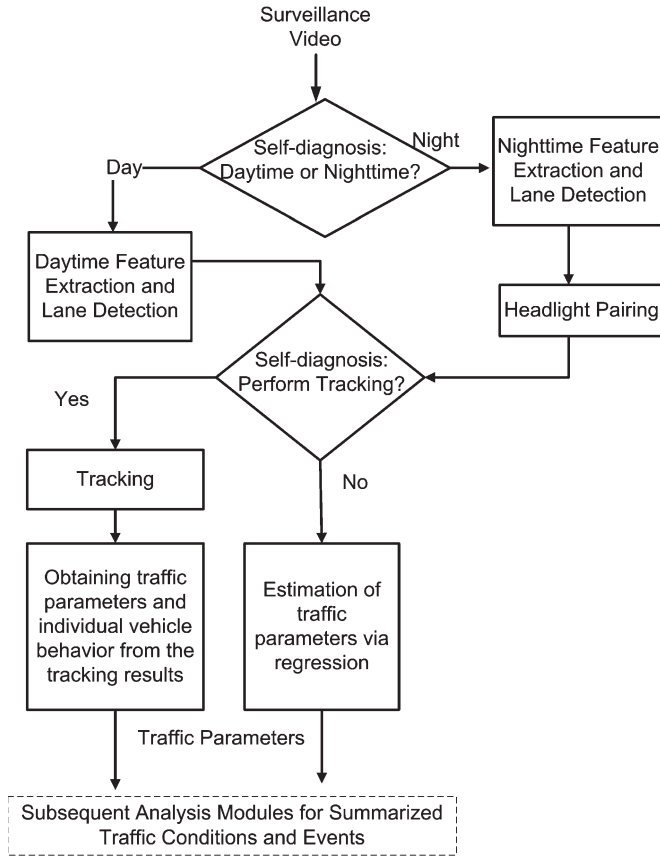 Surveillance
Video
Self-diagnosis:
Daytime or Nighttime?
Night
Day
Nighttime Feature
Extraction and
Lane Detection
Daytime Feature
Extraction and
Lane Detection
Headlight Pairing
Self-diagnosis:
Perform Tracking?
Yes
No
Tracking
Obtaining traffic
parameters and
individual vehicle
behavior from the
tracking results
Estimation of
traffic
parameters via
regression
Traffic Parameters
Subsequent Analysis Modules for Summarized
Traffic Conditions and Events